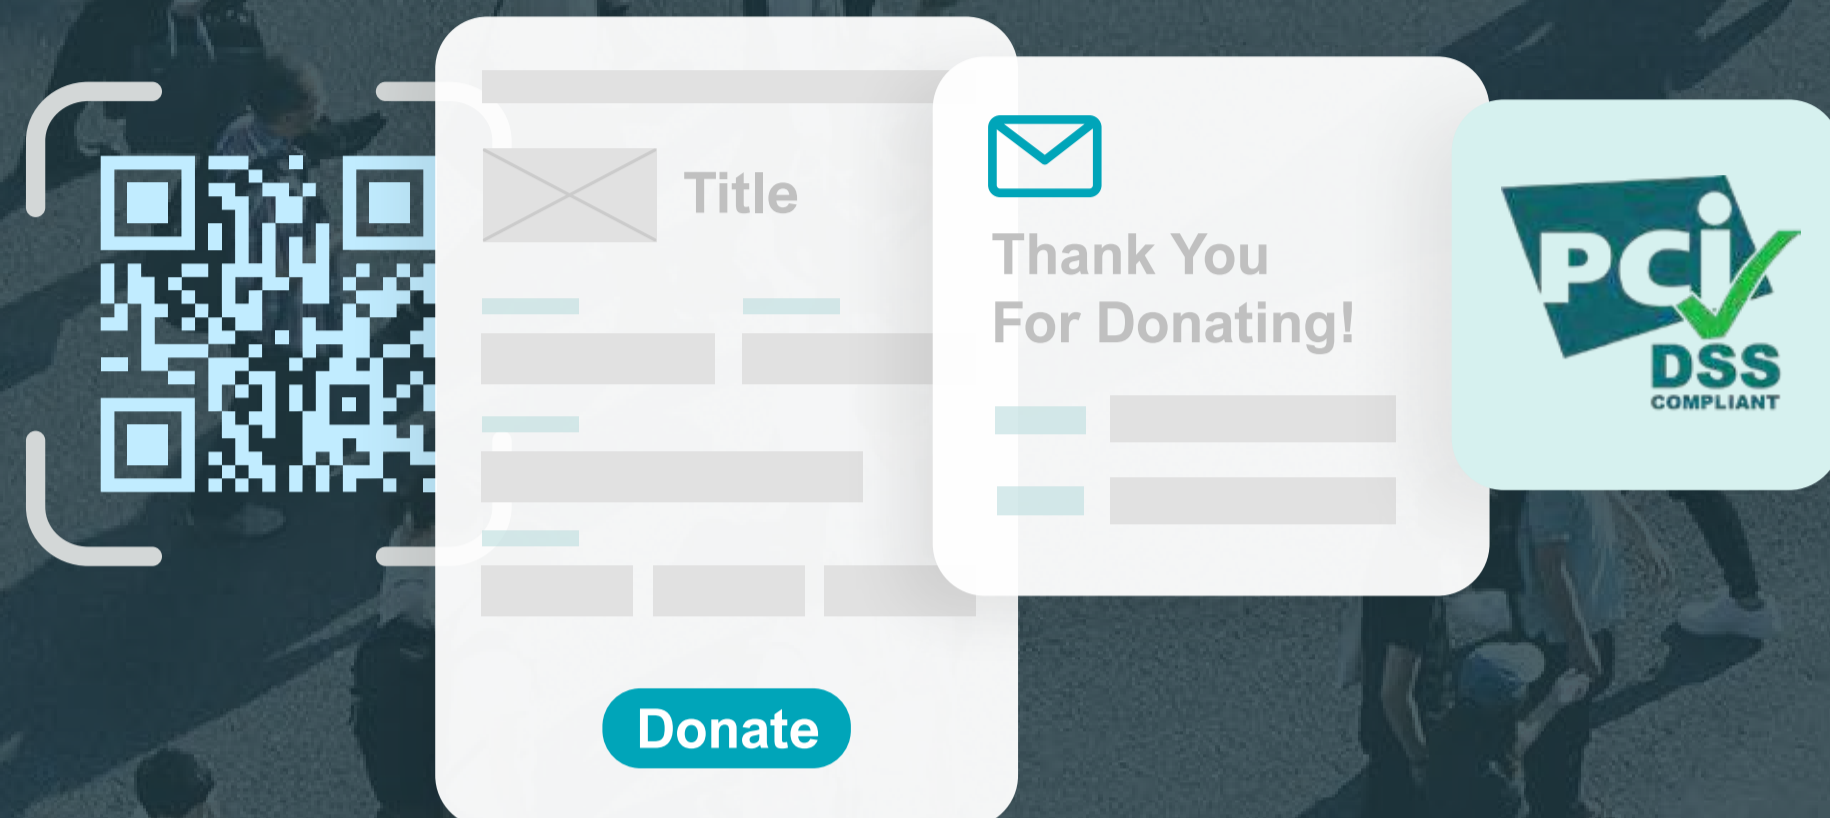 Title
Donate
Thank You
For Donating!
PCi
DSS
COMPLIANT